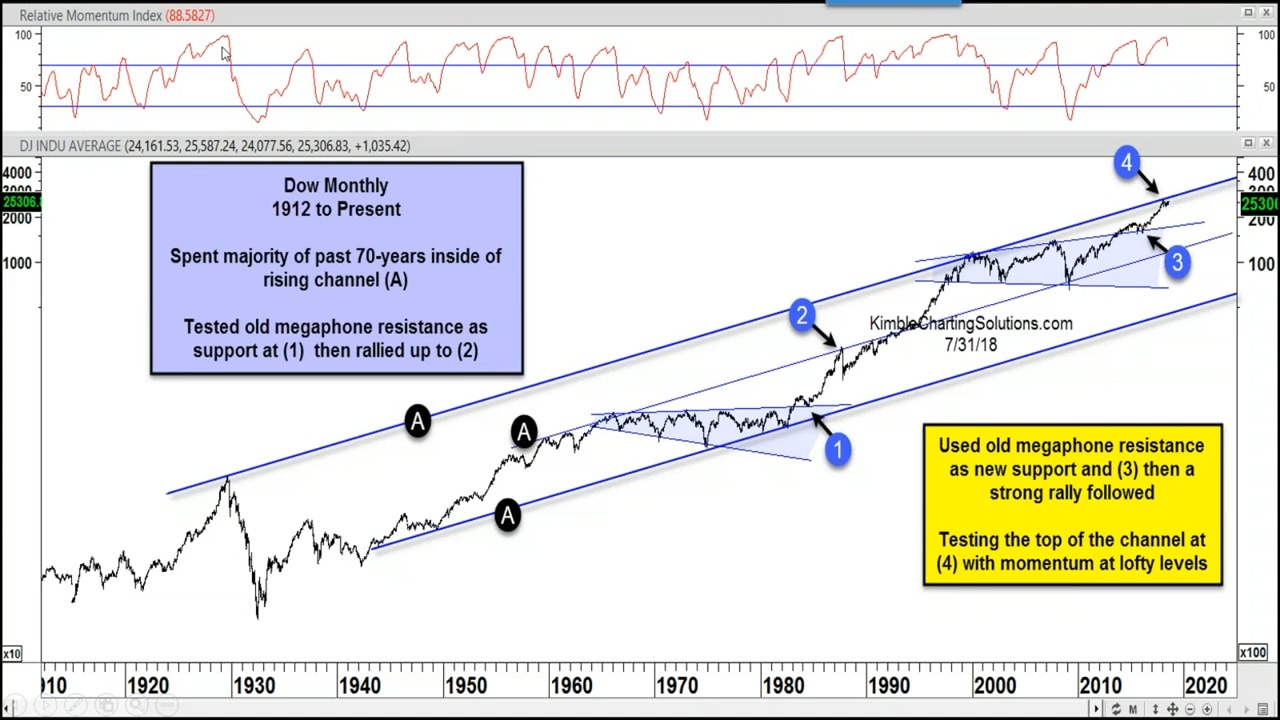 Relative Momentum Index (88.5827)
100
100
50
50
DJ INDU AVERAGE (24,161.53, 25,587.24, 24,077.56, 25,306.83, +1,035.42)
4000
3000
25306.
2000
1000
400
300
25306
200
100
Dow Monthly
1912 to Present
Spent majority of past 70-years inside of
rising channel (A)
Tested old megaphone resistance as
support at (1) then rallied up to (2)
4
3
2
KimbleChartingSolutions.com
7/31/18
A
A
1
A
Used old megaphone resistance
as new support and (3) then a
strong rally followed
Testing the top of the channel at
(4) with momentum at lofty levels
x10
x100
10 1920 1930 1940 1950 1960 1970 1980 1990 2000 2010 2020
M